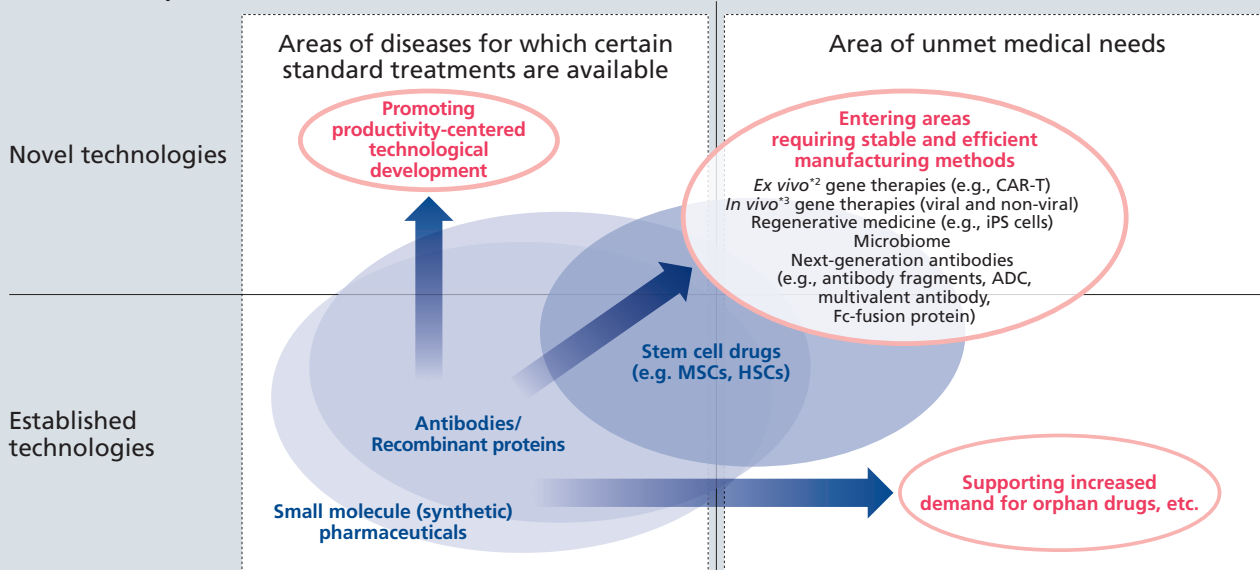 Areas of diseases for which certain
standard treatments are available
Area of unmet medical needs
Novel technologies
Promoting
productivity-centered
technological
development
Entering areas
requiring stable and efficient
manufacturing methods
Ex vivo*2 gene therapies (e.g., CAR-T)
In vivo*3 gene therapies (viral and non-viral)
Regenerative medicine (e.g., iPS cells)
Microbiome
Next-generation antibodies
(e.g., antibody fragments, ADC,
multivalent antibody,
Fc-fusion protein)
Stem cell drugs
(e.g. MSCs, HSCs)
Established
technologies
Antibodies/
Recombinant proteins
Small molecule (synthetic)
pharmaceuticals
Supporting increased
demand for orphan drugs, etc.